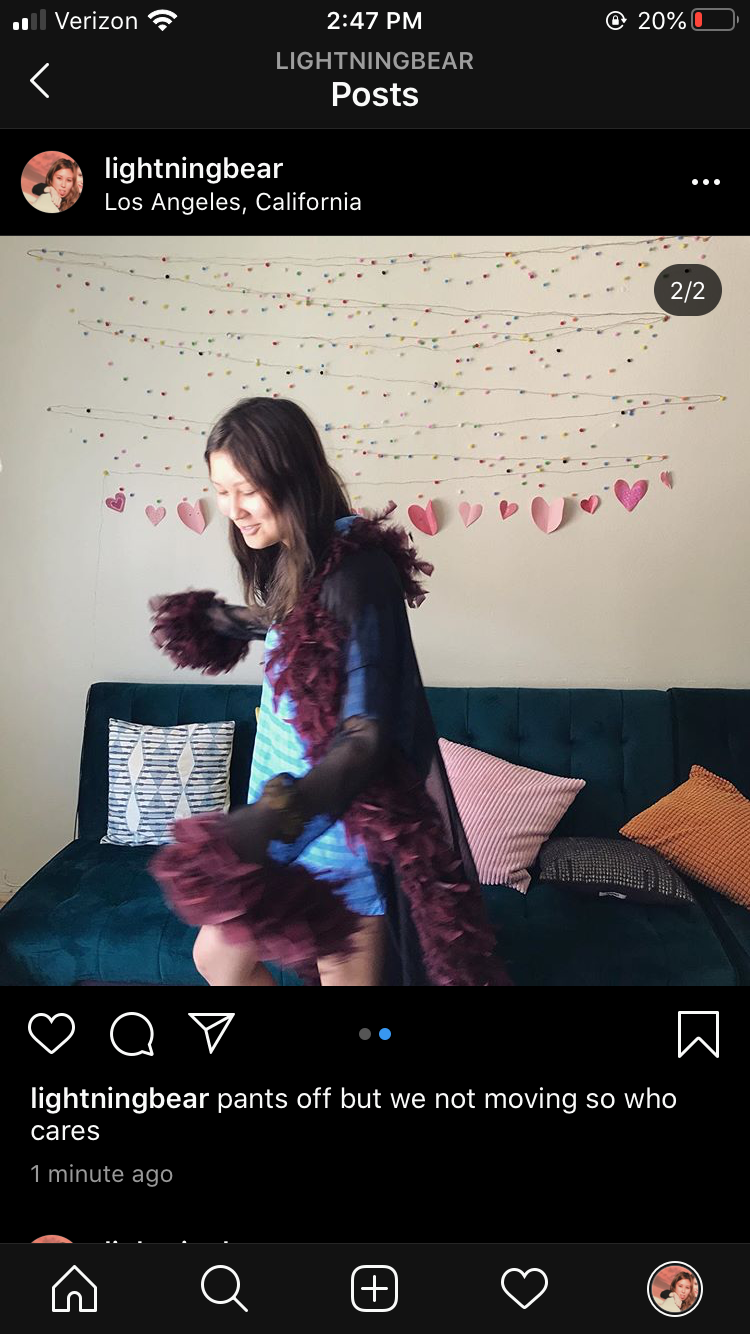 Verizon 2:47 PM 20%
LIGHTNINGBEAR
Posts
lightningbear
Los Angeles, California
2/2
lightningbear pants off but we not moving so who
cares
1 minute ago